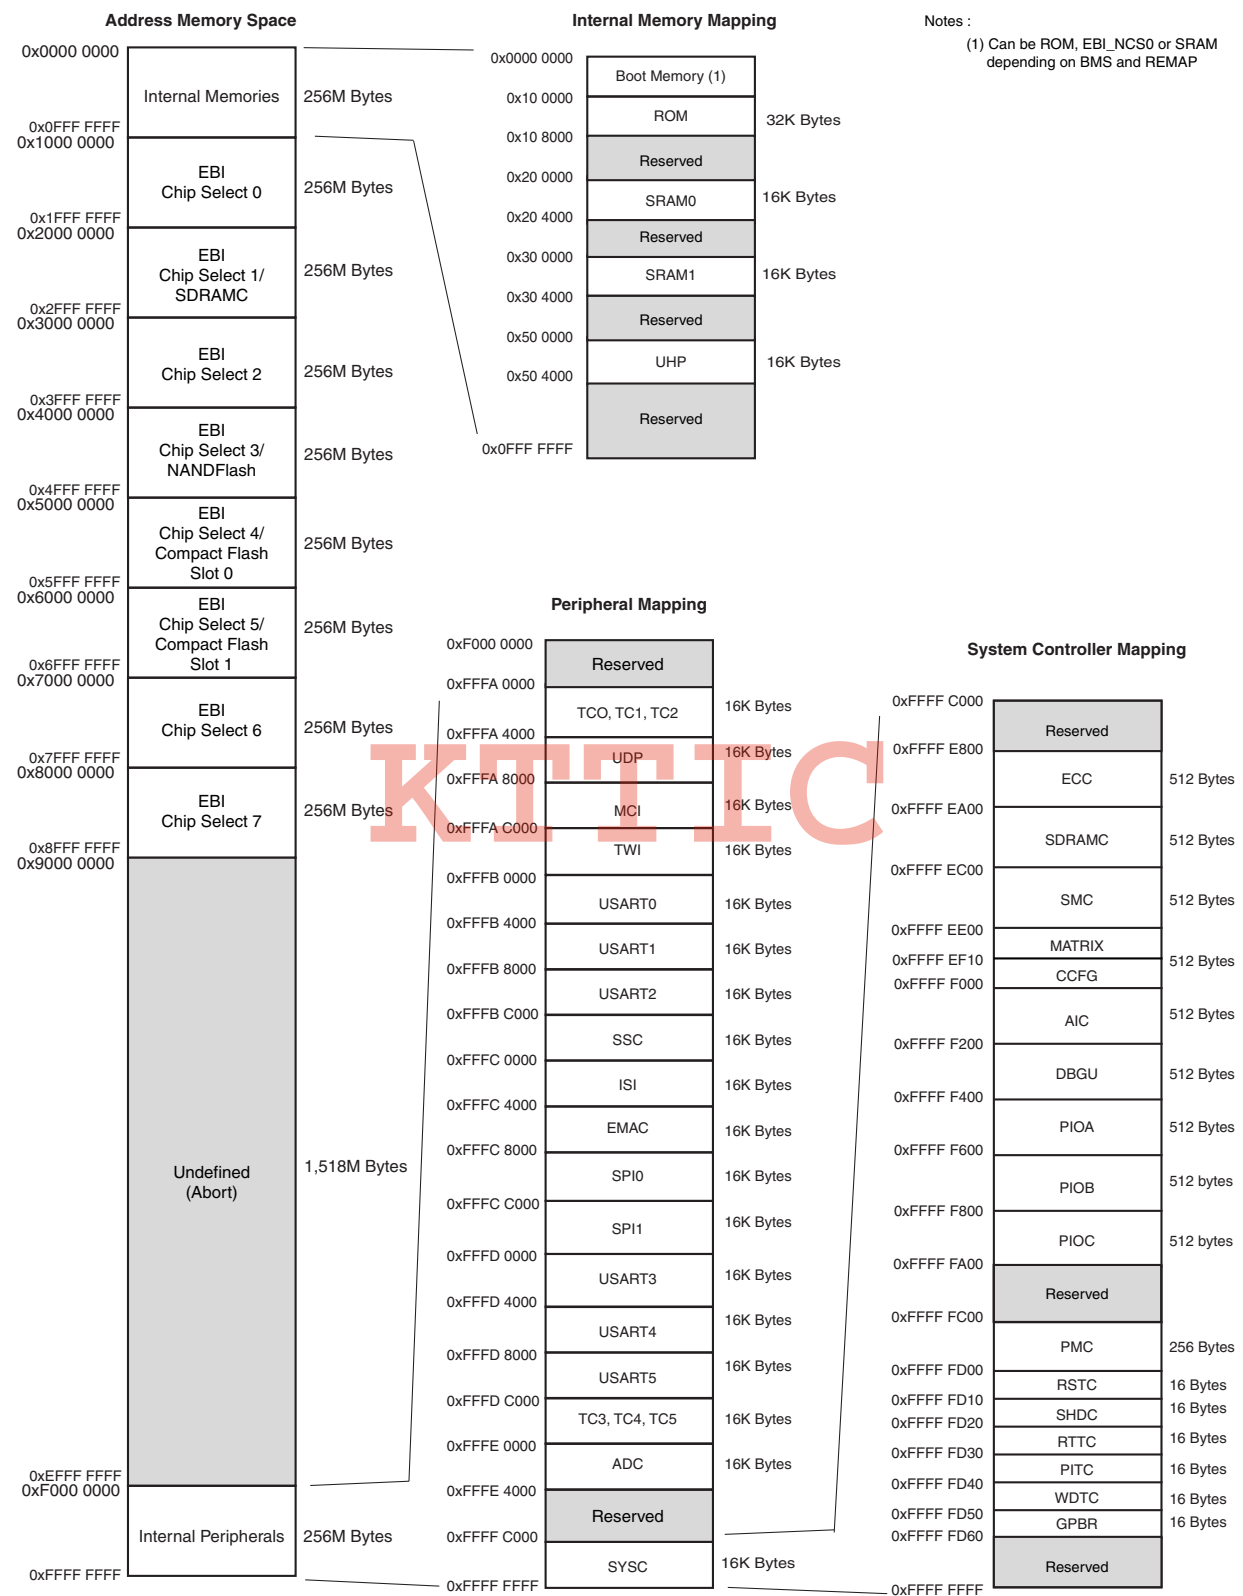 Address Memory Space
0x0000 0000
Internal Memories
256M Bytes
0x0FFF FFFF
0x1000 0000
EBI
Chip Select 0
256M Bytes
0x1FFF FFFF
0x2000 0000
EBI
Chip Select 1/
SDRAMC
256M Bytes
0x2FFF FFFF
0x3000 0000
EBI
Chip Select 2
256M Bytes
0x3FFF FFFF
0x4000 0000
EBI
Chip Select 3/
NANDFlash
256M Bytes
0x4FFF FFFF
0x5000 0000
EBI
Chip Select 4/
Compact Flash
Slot 0
256M Bytes
0x5FFF FFFF
0x6000 0000
EBI
Chip Select 5/
Compact Flash
Slot 1
256M Bytes
0x6FFF FFFF
0x7000 0000
EBI
Chip Select 6
256M Bytes
0x7FFF FFFF
0x8000 0000
EBI
Chip Select 7
256M Bytes
0x8FFF FFFF
0x9000 0000
Undefined
(Abort)
1,518M Bytes
0xEFFF FFFF
0xF000 0000
Internal Peripherals
256M Bytes
0xFFFF FFFF
Internal Memory Mapping
0x0000 0000
Boot Memory (1)
0x10 0000
ROM
32K Bytes
0x10 8000
Reserved
0x20 0000
SRAM0
16K Bytes
0x20 4000
Reserved
0x30 0000
SRAM1
16K Bytes
0x30 4000
Reserved
0x50 0000
UHP
16K Bytes
0x50 4000
Reserved
0x0FFF FFFF
Notes :
(1) Can be ROM, EBI_NCS0 or SRAM
depending on BMS and REMAP
Peripheral Mapping
0xF000 0000
Reserved
0xFFFA 0000
TCO, TC1, TC2
16K Bytes
0xFFFA 4000
UDP
16K Bytes
0xFFFA 8000
MCI
16K Bytes
0xFFFA C000
TWI
16K Bytes
0xFFFB 0000
USART0
16K Bytes
0xFFFB 4000
USART1
16K Bytes
0xFFFB 8000
USART2
16K Bytes
0xFFFB C000
SSC
16K Bytes
0xFFFC 0000
ISI
16K Bytes
0xFFFC 4000
EMAC
16K Bytes
0xFFFC 8000
SPI0
16K Bytes
0xFFFC C000
SPI1
16K Bytes
0xFFFD 0000
USART3
16K Bytes
0xFFFD 4000
USART4
16K Bytes
0xFFFD 8000
USART5
16K Bytes
0xFFFD C000
TC3, TC4, TC5
16K Bytes
0xFFFE 0000
ADC
16K Bytes
0xFFFE 4000
Reserved
0xFFFF C000
SYSC
16K Bytes
0xFFFF FFFF
System Controller Mapping
0xFFFF C000
Reserved
0xFFFF E800
ECC
512 Bytes
0xFFFF EA00
SDRAMC
512 Bytes
0xFFFF EC00
SMC
512 Bytes
0xFFFF EE00
MATRIX
0xFFFF EF10
512 Bytes
CCFG
0xFFFF F000
AIC
512 Bytes
0xFFFF F200
DBGU
512 Bytes
0xFFFF F400
PIOA
512 Bytes
0xFFFF F600
PIOB
512 bytes
0xFFFF F800
PIOC
512 bytes
0xFFFF FA00
Reserved
0xFFFF FC00
PMC
256 Bytes
0xFFFF FD00
RSTC
16 Bytes
0xFFFF FD10
SHDC
16 Bytes
0xFFFF FD20
RTTC
16 Bytes
0xFFFF FD30
PITC
16 Bytes
0xFFFF FD40
WDTC
16 Bytes
0xFFFF FD50
GPBR
16 Bytes
0xFFFF FD60
Reserved
0xFFFF FFFF
KTTIC